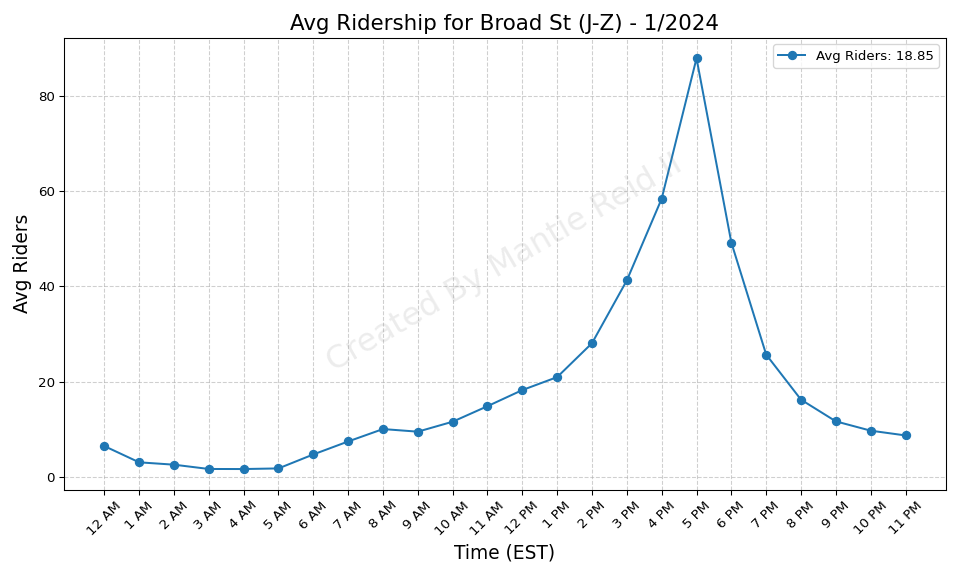 Avg Ridership for Broad St (J-Z) - 1/2024
Avg Riders: 18.85
80
60
40
20
0
Avg Riders
Created By Mantle Reid II
12 AM
1 AM
2 AM
3 AM
4 AM
5 AM
6 AM
7 AM
8 AM
9 AM
10 AM
11 AM
12 PM
1 PM
2 PM
3 PM
4 PM
5 PM
6 PM
7 PM
8 PM
9 PM
10 PM
11 PM
Time (EST)